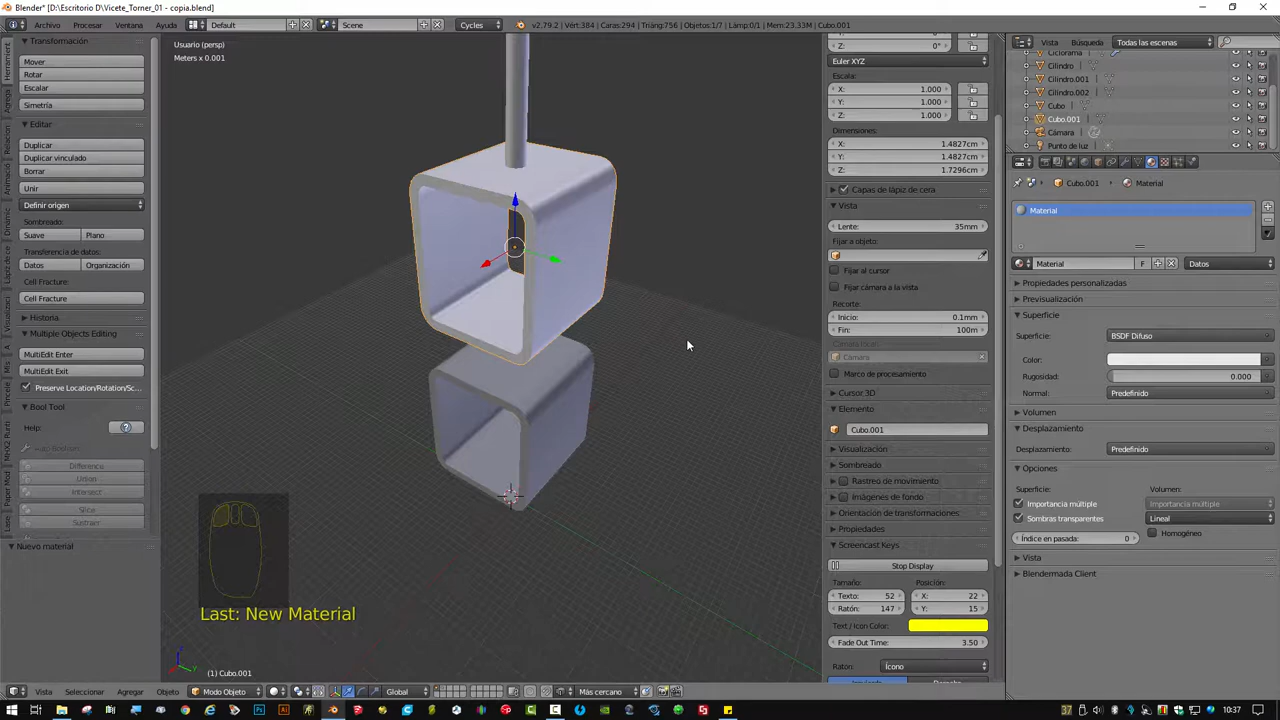 Blender* [D:\Escritorio D\Vicete_Torner_01 - copia.blend]
Archivo Procesar Ventana Ayuda Default Scene Cycles v2.79.2 | Vért:384 | Caras:294 | Triáng:756 | Objetos:1/7 | Lámp:0/1 | Mem:23.33M | Cubo.001
Transformación
Mover
Rotar
Escalar
Simetría
Editar
Duplicar
Duplicar vinculado
Borrar
Unir
Definir origen
Sombreado:
Suave Plano
Transferencia de datos:
Datos Organización
Cell Fracture:
Cell Fracture
Historia
Multiple Objects Editing
MultiEdit Enter
MultiEdit Exit
Preserve Location/Rotation/Sc...
Bool Tool
Help:
Difference
Union
Intersect
Slice
Nuevo material
Usuario (persp)
Meters x 0.001
Last: New Material
(1) Cubo.001
Vista Seleccionar Agregar Objeto Modo Objeto Global Más cercano
Z: 0°
Euler XYZ
Escala:
X: 1.000
Y: 1.000
Z: 1.000
Dimensiones:
X: 1.4827cm
Y: 1.4827cm
Z: 1.7296cm
Capas de lápiz de cera
Vista
Lente: 35mm
Fijar a objeto:
Fijar al cursor
Fijar cámara a la vista
Recorte:
Inicio: 0.1mm
Fin: 100m
Cámara local:
Cámara
Marco de procesamiento
Cursor 3D
Elemento
Cubo.001
Visualización
Sombreado
Rastreo de movimiento
Imágenes de fondo
Orientación de transformaciones
Propiedades
Screencast Keys
Stop Display
Tamaño: Posición:
Texto: 52 X: 22
Ratón: 147 Y: 15
Text / Icon Color:
Fade Out Time: 3.50
Raton: Ícono
Vista Búsqueda Todas las escenas
Ciclorama
Cilindro
Cilindro.001
Cilindro.002
Cubo
Cubo.001
Cámara
Punto de luz
Cubo.001 Material
Material
Material F Datos
Propiedades personalizadas
Previsualización
Superficie
Superficie: BSDF Difuso
Color:
Rugosidad: 0.000
Normal: Predefinido
Volumen
Desplazamiento
Desplazamiento: Predefinido
Opciones
Superficie: Volumen:
Importancia múltiple Importancia múltiple
Sombras transparentes Lineal
Índice en pasada: 0 Homogéneo
Vista
Blendermada Client
37 10:37